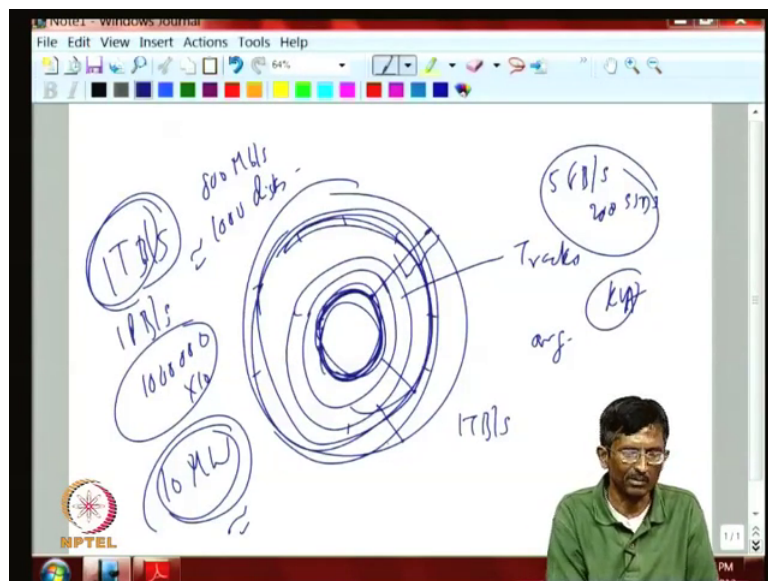 Note1 - Windows Journal
File Edit View Insert Actions Tools Help
64%
B I
800 Mb/s
1000 disks
1TB/s
1PB/s
1000000
x10
10 MW
Tracks
5 GB/s
200 SSDs
avg.
1TB/s
NPTEL
1/1
PM